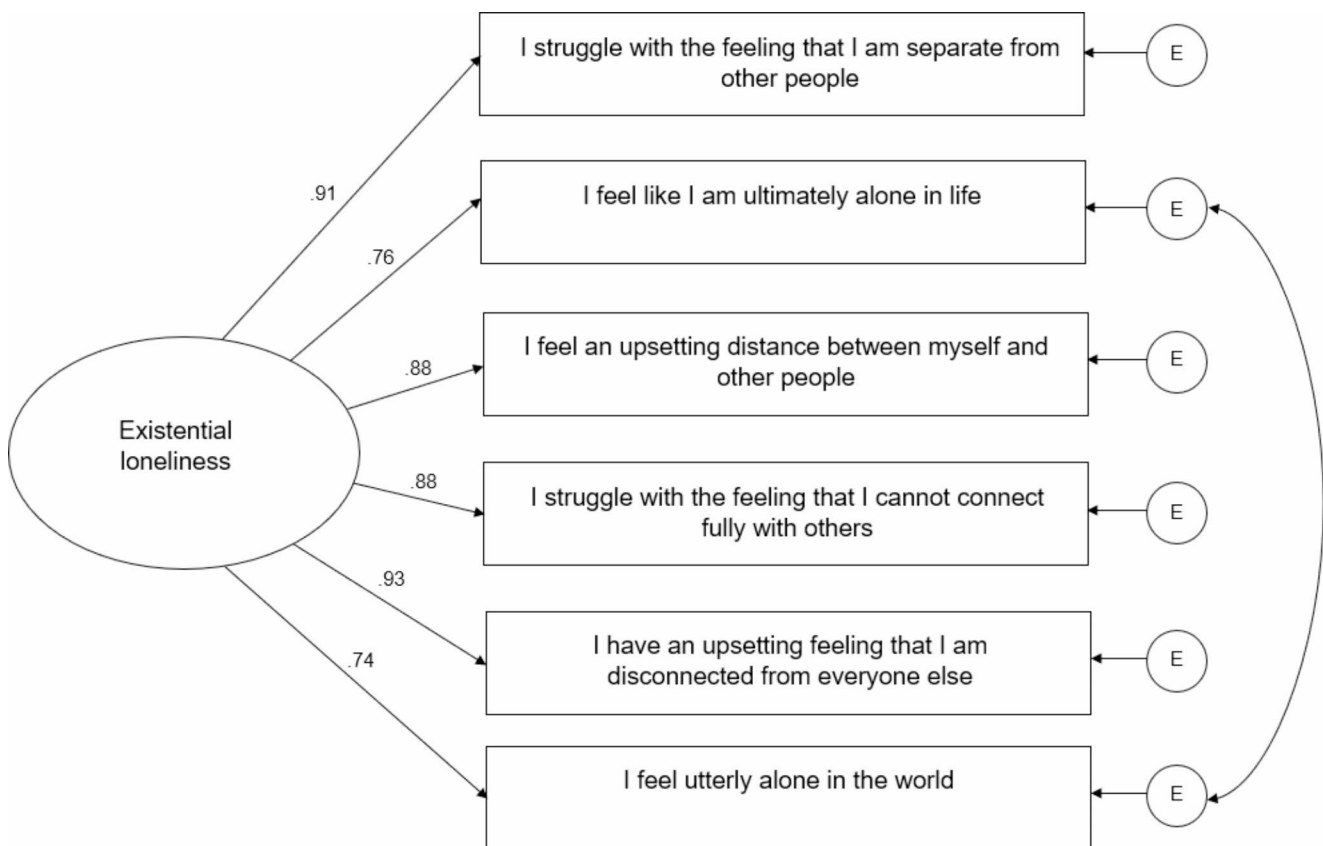 I struggle with the feeling that I am separate from
other people
E
.91
I feel like I am ultimately alone in life
E
.76
I feel an upsetting distance between myself and
other people
E
.88
Existential
loneliness
I struggle with the feeling that I cannot connect
fully with others
E
.88
I have an upsetting feeling that I am
disconnected from everyone else
E
.93
I feel utterly alone in the world
E
.74